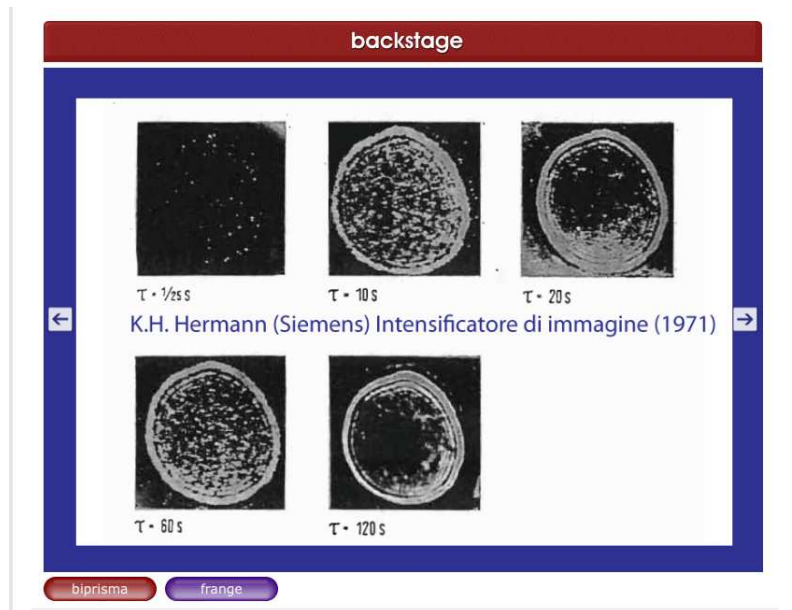 backstage
τ · 1/25 s
τ · 10 s
τ · 20 s
K.H. Hermann (Siemens) Intensificatore di immagine (1971)
τ · 60 s
τ · 120 s
biprisma
frange